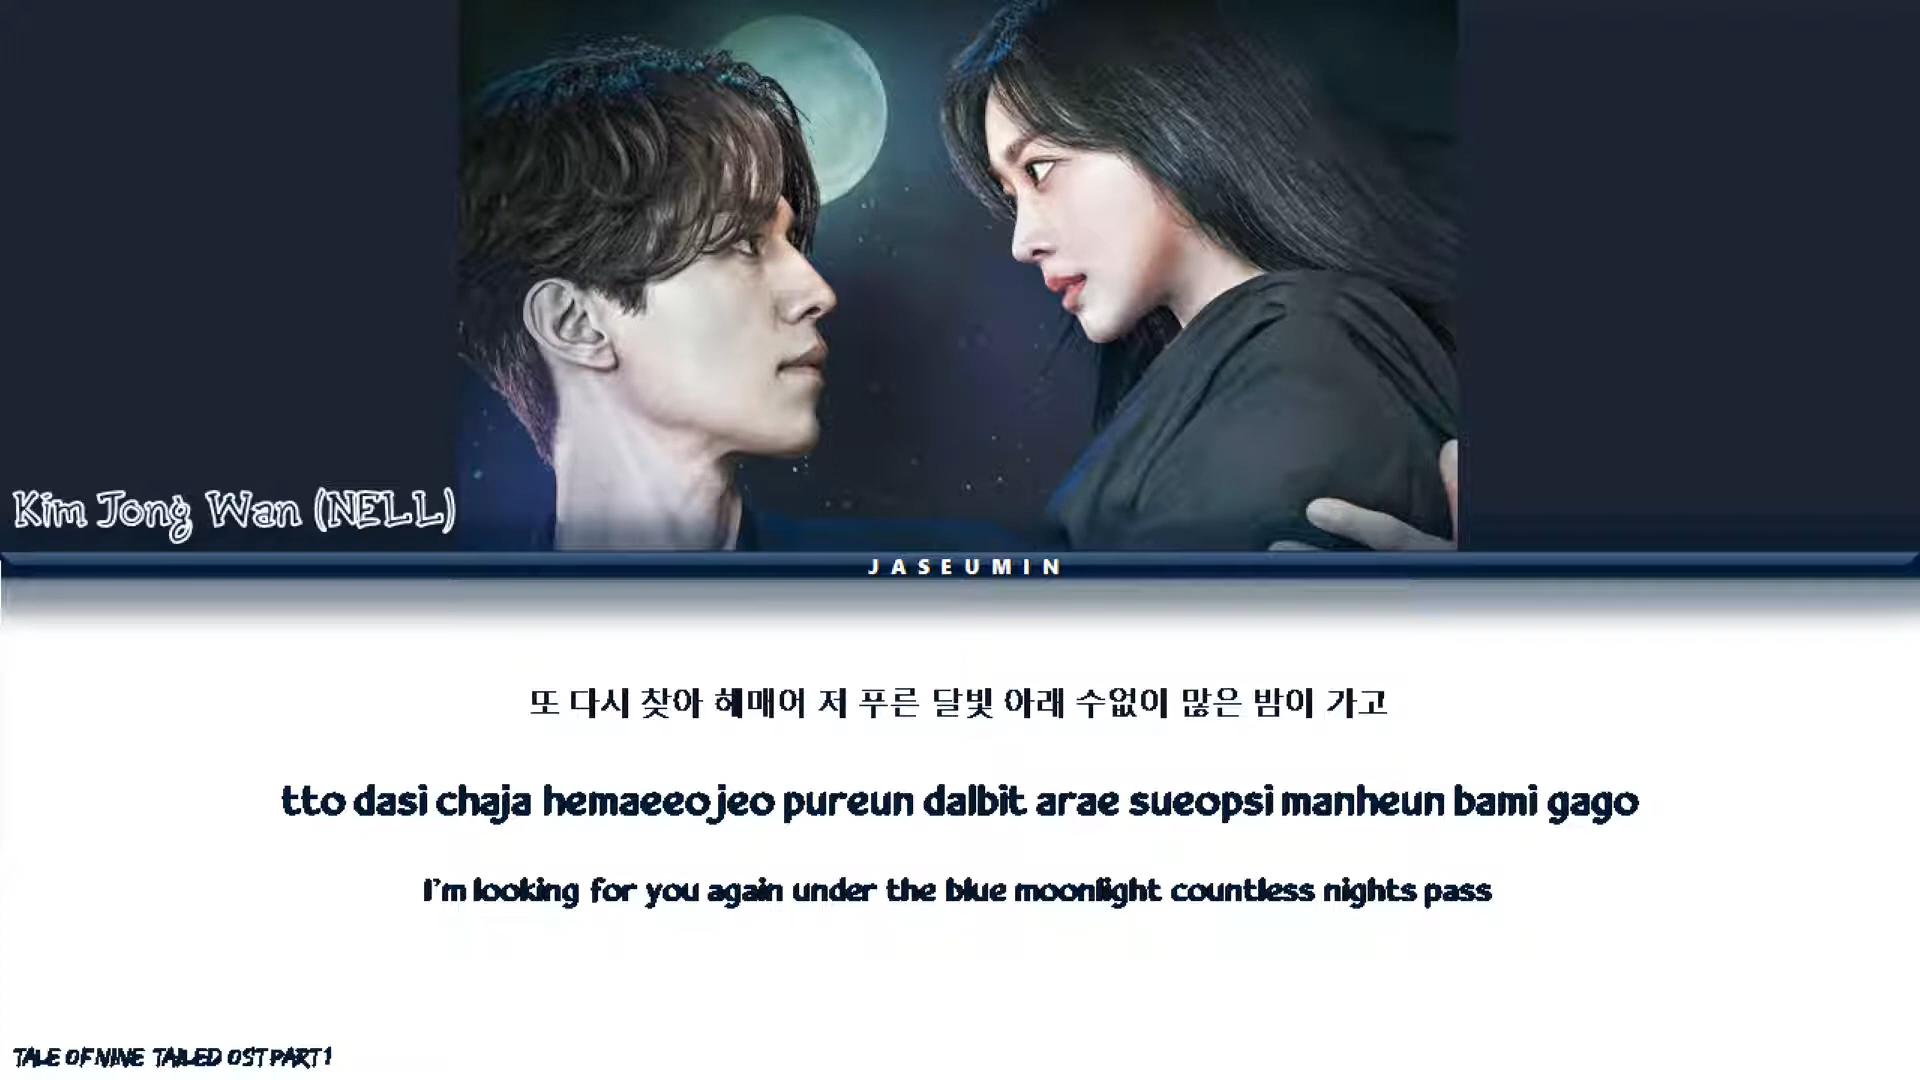 Kim Jong Wan (NELL)
JASEUMIN
또 다시 찾아 헤매어 저 푸른 달빛 아래 수없이 많은 밤이 가고
tto dasi chaja hemaeeo jeo pureun dalbit arae sueopsi manheun bami gago
I'm looking for you again under the blue moonlight countless nights pass
TALE OF NINE TAILED OST PART 1